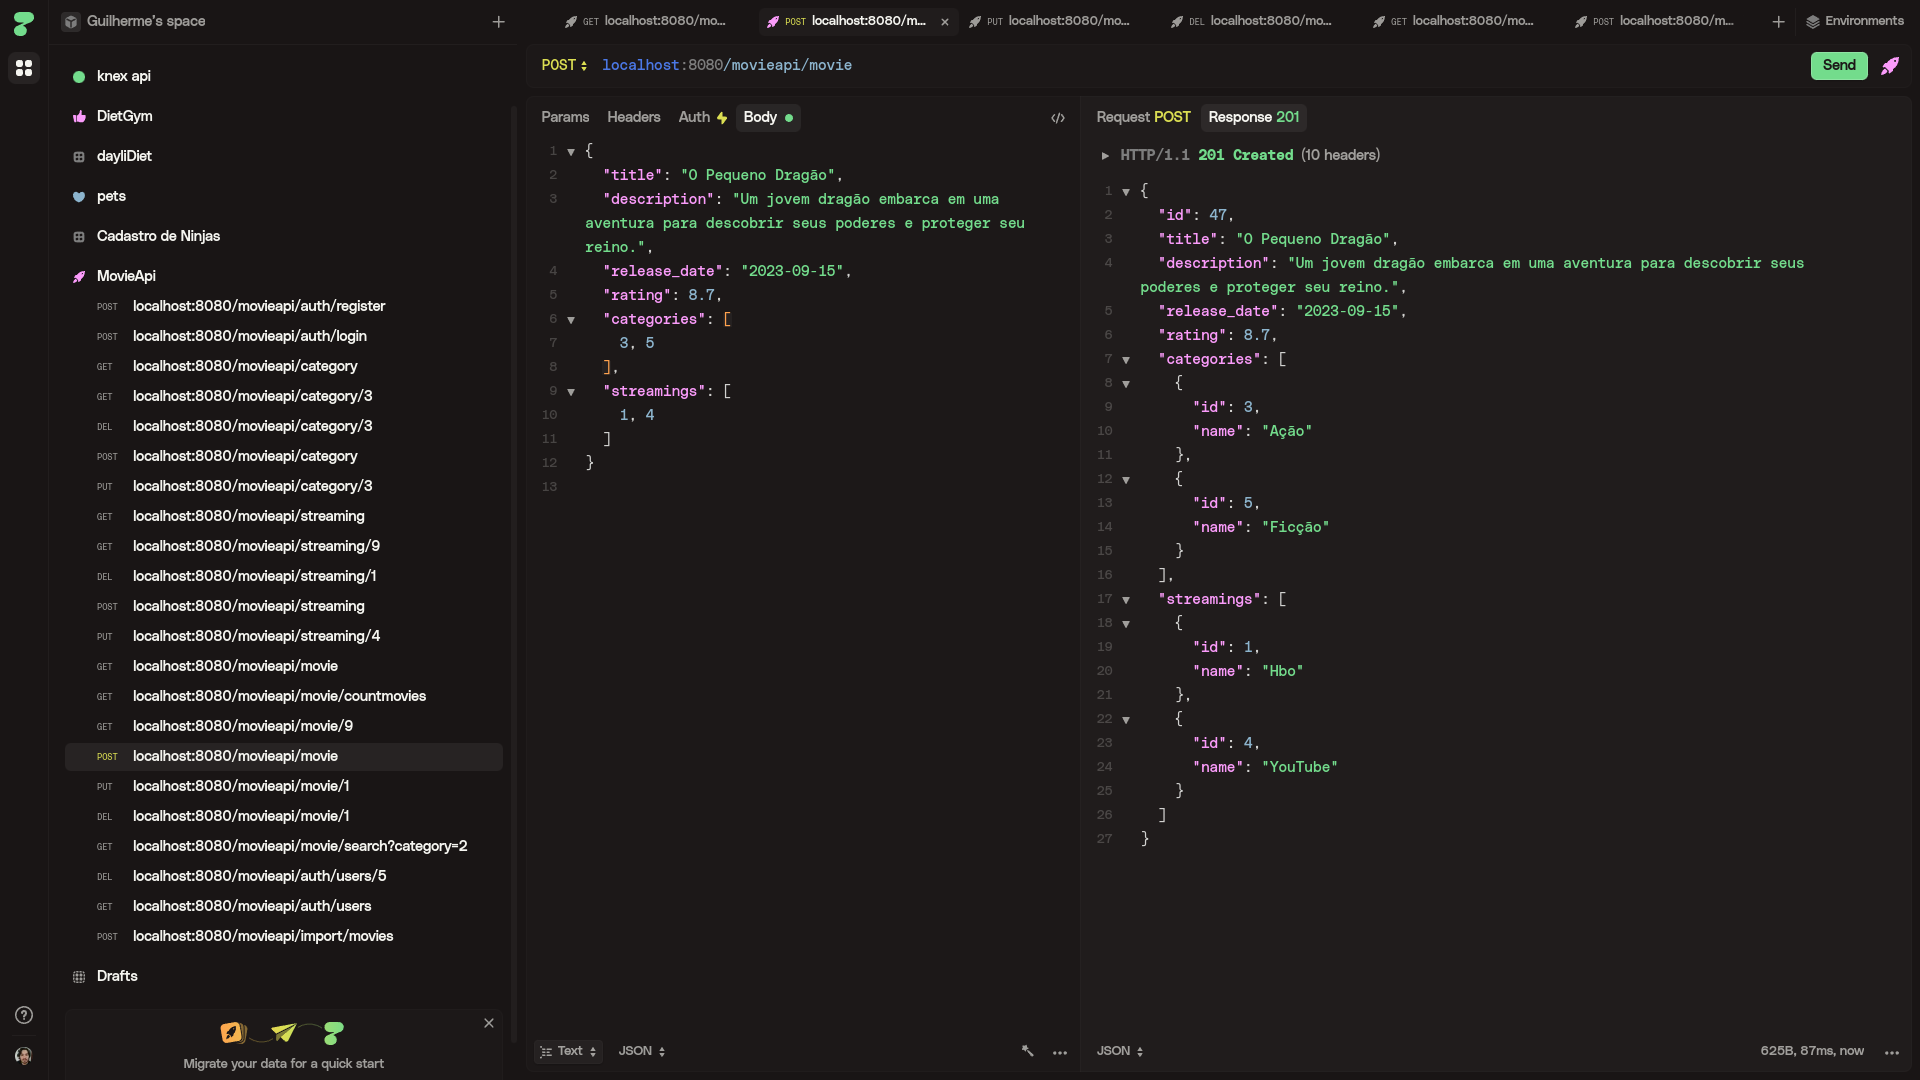 Guilherme's space
GET localhost:8080/mo...
POST localhost:8080/m...
PUT localhost:8080/mo...
DEL localhost:8080/mo...
GET localhost:8080/mo...
POST localhost:8080/m...
Environments
knex api
DietGym
dayliDiet
pets
Cadastro de Ninjas
MovieApi
POST localhost:8080/movieapi/auth/register
POST localhost:8080/movieapi/auth/login
GET localhost:8080/movieapi/category
GET localhost:8080/movieapi/category/3
DEL localhost:8080/movieapi/category/3
POST localhost:8080/movieapi/category
PUT localhost:8080/movieapi/category/3
GET localhost:8080/movieapi/streaming
GET localhost:8080/movieapi/streaming/9
DEL localhost:8080/movieapi/streaming/1
POST localhost:8080/movieapi/streaming
PUT localhost:8080/movieapi/streaming/4
GET localhost:8080/movieapi/movie
GET localhost:8080/movieapi/movie/countmovies
GET localhost:8080/movieapi/movie/9
POST localhost:8080/movieapi/movie
PUT localhost:8080/movieapi/movie/1
DEL localhost:8080/movieapi/movie/1
GET localhost:8080/movieapi/movie/search?category=2
DEL localhost:8080/movieapi/auth/users/5
GET localhost:8080/movieapi/auth/users
POST localhost:8080/movieapi/import/movies
Drafts
Migrate your data for a quick start
POST localhost:8080/movieapi/movie
Send
Params Headers Auth Body
1 {
2 "title": "O Pequeno Dragão",
3 "description": "Um jovem dragão embarca em uma
aventura para descobrir seus poderes e proteger seu
reino.",
4 "release_date": "2023-09-15",
5 "rating": 8.7,
6 "categories": [
7 3, 5
8 ],
9 "streamings": [
10 1, 4
11 ]
12 }
13
Text JSON
Request POST Response 201
HTTP/1.1 201 Created (10 headers)
1 {
2 "id": 47,
3 "title": "O Pequeno Dragão",
4 "description": "Um jovem dragão embarca em uma aventura para descobrir seus
poderes e proteger seu reino.",
5 "release_date": "2023-09-15",
6 "rating": 8.7,
7 "categories": [
8 {
9 "id": 3,
10 "name": "Ação"
11 },
12 {
13 "id": 5,
14 "name": "Ficção"
15 }
16 ],
17 "streamings": [
18 {
19 "id": 1,
20 "name": "Hbo"
21 },
22 {
23 "id": 4,
24 "name": "YouTube"
25 }
26 ]
27 }
JSON
625B, 87ms, now